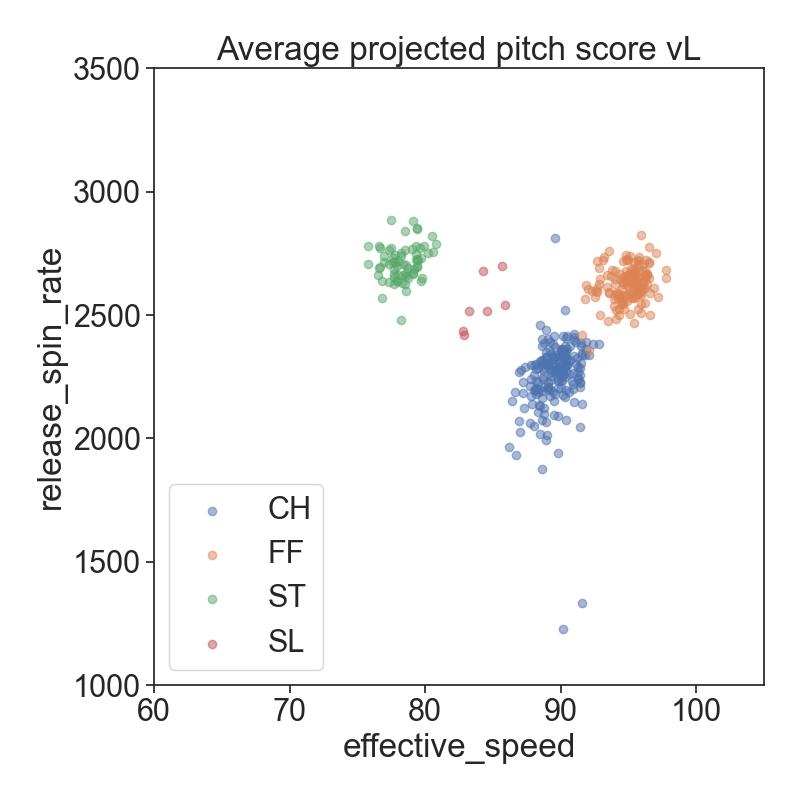 Average projected pitch score vL
3500
3000
2500
2000
1500
1000
release_spin_rate
CH
FF
ST
SL
60
70
80
90
100
effective_speed